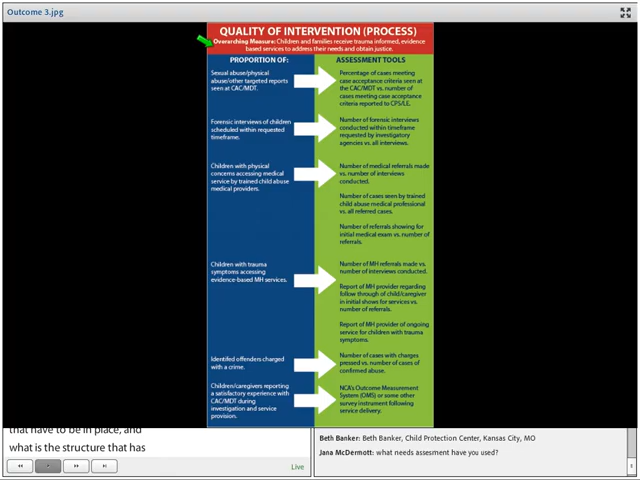 Outcome 3.jpg
QUALITY OF INTERVENTION (PROCESS)
Overarching Measure: Children and families receive trauma informed, evidence
based services to address their needs and obtain justice.
PROPORTION OF:
Sexual abuse/physical
abuse/other targeted reports
seen at CAC/MDT.
Forensic interviews of children
scheduled within requested
timeframe.
Children with physical
concerns accessing medical
service by trained child abuse
medical providers.
Children with trauma
symptoms accessing
evidence-based MH services.
Identifed offenders charged
with a crime.
Children/caregivers reporting
a satisfactory experience with
CAC/MDT during
investigation and service
provision.
ASSESSMENT TOOLS
Percentage of cases meeting
case acceptance criteria seen at
the CAC/MDT vs. number of
cases meeting case acceptance
criteria reported to CPS/LE.
Number of forensic interviews
conducted within timeframe
requested by investigatory
agencies vs. all interviews.
Number of medical referrals made
vs. number of interviews
conducted.
Number of cases seen by trained
child abuse medical professional
vs. all referred cases.
Number of referrals showing for
initial medical exam vs. number of
referrals.
Number of MH referrals made vs.
number of interviews conducted.
Report of MH provider regarding
follow through of child/caregiver
in initial shows for services vs.
number of referrals.
Report of MH provider of ongoing
service for children with trauma
symptoms.
Number of cases with charges
pressed vs. number of cases of
confirmed abuse.
NCA's Outcome Measurement
System (OMS) or some other
survey instrument following
service delivery.
that have to be in place, and
what is the structure that has
Live
Beth Banker: Beth Banker, Child Protection Center, Kansas City, MO
Jana McDermott: what needs assesment have you used?